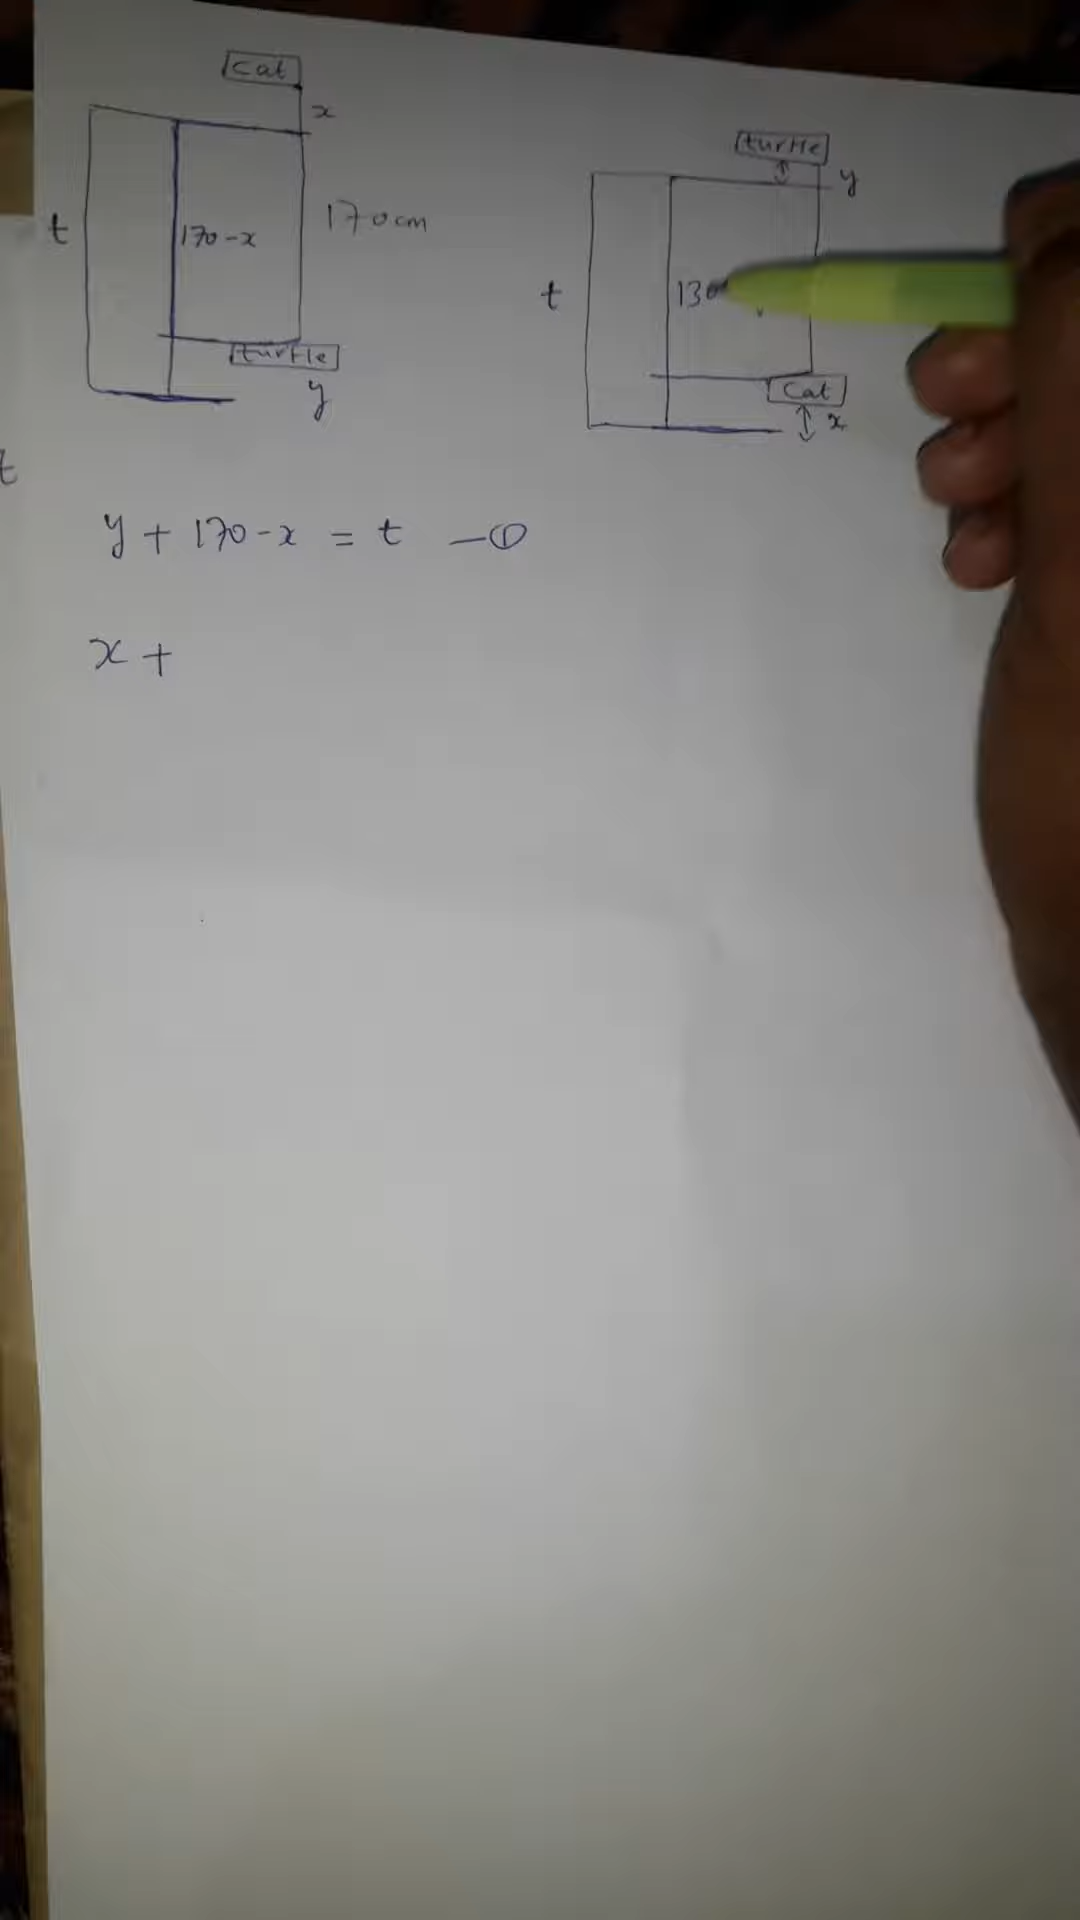 cat
x
t
170-x
170cm
turtle
y
turtle
y
t
130
cat
x
t
y + 170-x = t —①
x +